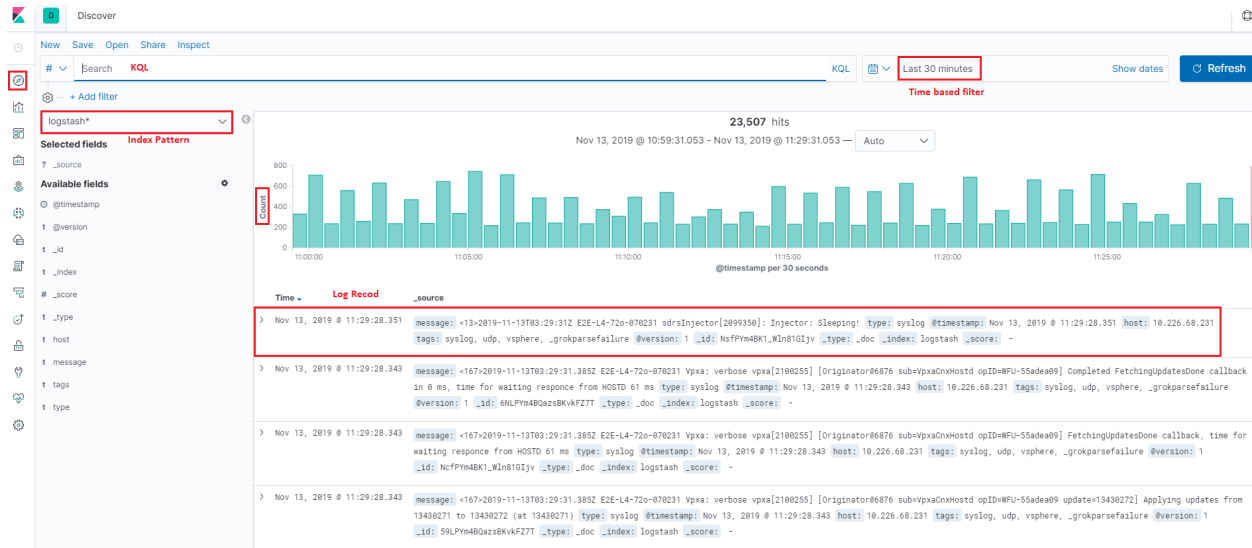 D Discover
New Save Open Share Inspect
# Search KQL KQL Last 30 minutes Show dates Refresh
Time based filter
+ Add filter
logstash*
Index Pattern
Selected fields
? _source
Available fields
@timestamp
t @version
t _id
t _index
# _score
t _type
t host
t message
t tags
t type
23,507 hits
Nov 13, 2019 @ 10:59:31.053 - Nov 13, 2019 @ 11:29:31.053 — Auto
Count
800
600
400
200
0
11:00:00 11:05:00 11:10:00 11:15:00 11:20:00 11:25:00
@timestamp per 30 seconds
Log Recod
Time _source
Nov 13, 2019 @ 11:29:28.351 message: <13>2019-11-13T03:29:31Z E2E-L4-72o-070231 sdrsInjector[2099350]: Injector: Sleeping! type: syslog @timestamp: Nov 13, 2019 @ 11:29:28.351 host: 10.226.68.231
tags: syslog, udp, vsphere, _grokparsefailure @version: 1 _id: NsfPYm4BK1_Wln81GIjv _type: _doc _index: logstash _score: -
Nov 13, 2019 @ 11:29:28.343 message: <167>2019-11-13T03:29:31.385Z E2E-L4-72o-070231 Vpxa: verbose vpxa[2100255] [Originator@6876 sub=VpxaCnxHostd opID=WFU-55adea09] Completed FetchingUpdatesDone callback
in 0 ms, time for waiting responce from HOSTD 61 ms type: syslog @timestamp: Nov 13, 2019 @ 11:29:28.343 host: 10.226.68.231 tags: syslog, udp, vsphere, _grokparsefailure
@version: 1 _id: 6NLPYm4BQazsBKvkFZ7T _type: _doc _index: logstash _score: -
Nov 13, 2019 @ 11:29:28.343 message: <167>2019-11-13T03:29:31.385Z E2E-L4-72o-070231 Vpxa: verbose vpxa[2100255] [Originator@6876 sub=VpxaCnxHostd opID=WFU-55adea09] FetchingUpdatesDone callback, time for
waiting responce from HOSTD 61 ms type: syslog @timestamp: Nov 13, 2019 @ 11:29:28.343 host: 10.226.68.231 tags: syslog, udp, vsphere, _grokparsefailure @version: 1
_id: NcfPYm4BK1_Wln81GIjv _type: _doc _index: logstash _score: -
Nov 13, 2019 @ 11:29:28.343 message: <167>2019-11-13T03:29:31.385Z E2E-L4-72o-070231 Vpxa: verbose vpxa[2100255] [Originator@6876 sub=VpxaCnxHostd opID=WFU-55adea09 update=13430272] Applying updates from
13430271 to 13430272 (at 13430271) type: syslog @timestamp: Nov 13, 2019 @ 11:29:28.343 host: 10.226.68.231 tags: syslog, udp, vsphere, _grokparsefailure @version: 1
_id: 59LPYm4BQazsBKvkFZ7T _type: _doc _index: logstash _score: -